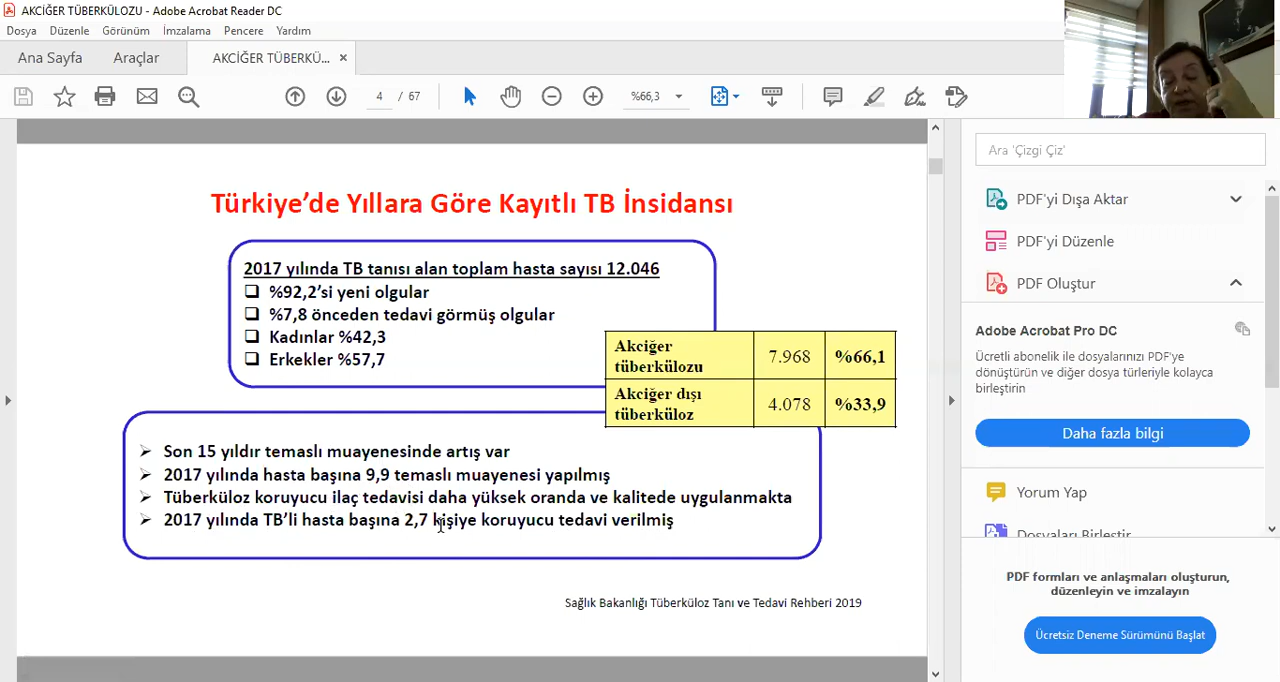 AKCİĞER TÜBERKÜLOZU - Adobe Acrobat Reader DC
Dosya Düzenle Görünüm İmzalama Pencere Yardım
Ana Sayfa Araçlar AKCİĞER TÜBERKÜ... ×
4 / 67 %66,3
Türkiye’de Yıllara Göre Kayıtlı TB İnsidansı
2017 yılında TB tanısı alan toplam hasta sayısı 12.046
❑ %92,2’si yeni olgular
❑ %7,8 önceden tedavi görmüş olgular
❑ Kadınlar %42,3
❑ Erkekler %57,7
Akciğer
tüberkülozu 7.968 %66,1
Akciğer dışı
tüberküloz 4.078 %33,9
➢ Son 15 yıldır temaslı muayenesinde artış var
➢ 2017 yılında hasta başına 9,9 temaslı muayenesi yapılmış
➢ Tüberküloz koruyucu ilaç tedavisi daha yüksek oranda ve kalitede uygulanmakta
➢ 2017 yılında TB’li hasta başına 2,7 kişiye koruyucu tedavi verilmiş
Sağlık Bakanlığı Tüberküloz Tanı ve Tedavi Rehberi 2019
Ara 'Çizgi Çiz'
PDF'yi Dışa Aktar
PDF'yi Düzenle
PDF Oluştur
Adobe Acrobat Pro DC
Ücretli abonelik ile dosyalarınızı PDF'ye
dönüştürün ve diğer dosya türleriyle kolayca
birleştirin
Daha fazla bilgi
Yorum Yap
Dosyaları Birleştir
PDF formları ve anlaşmaları oluşturun,
düzenleyin ve imzalayın
Ücretsiz Deneme Sürümünü Başlat